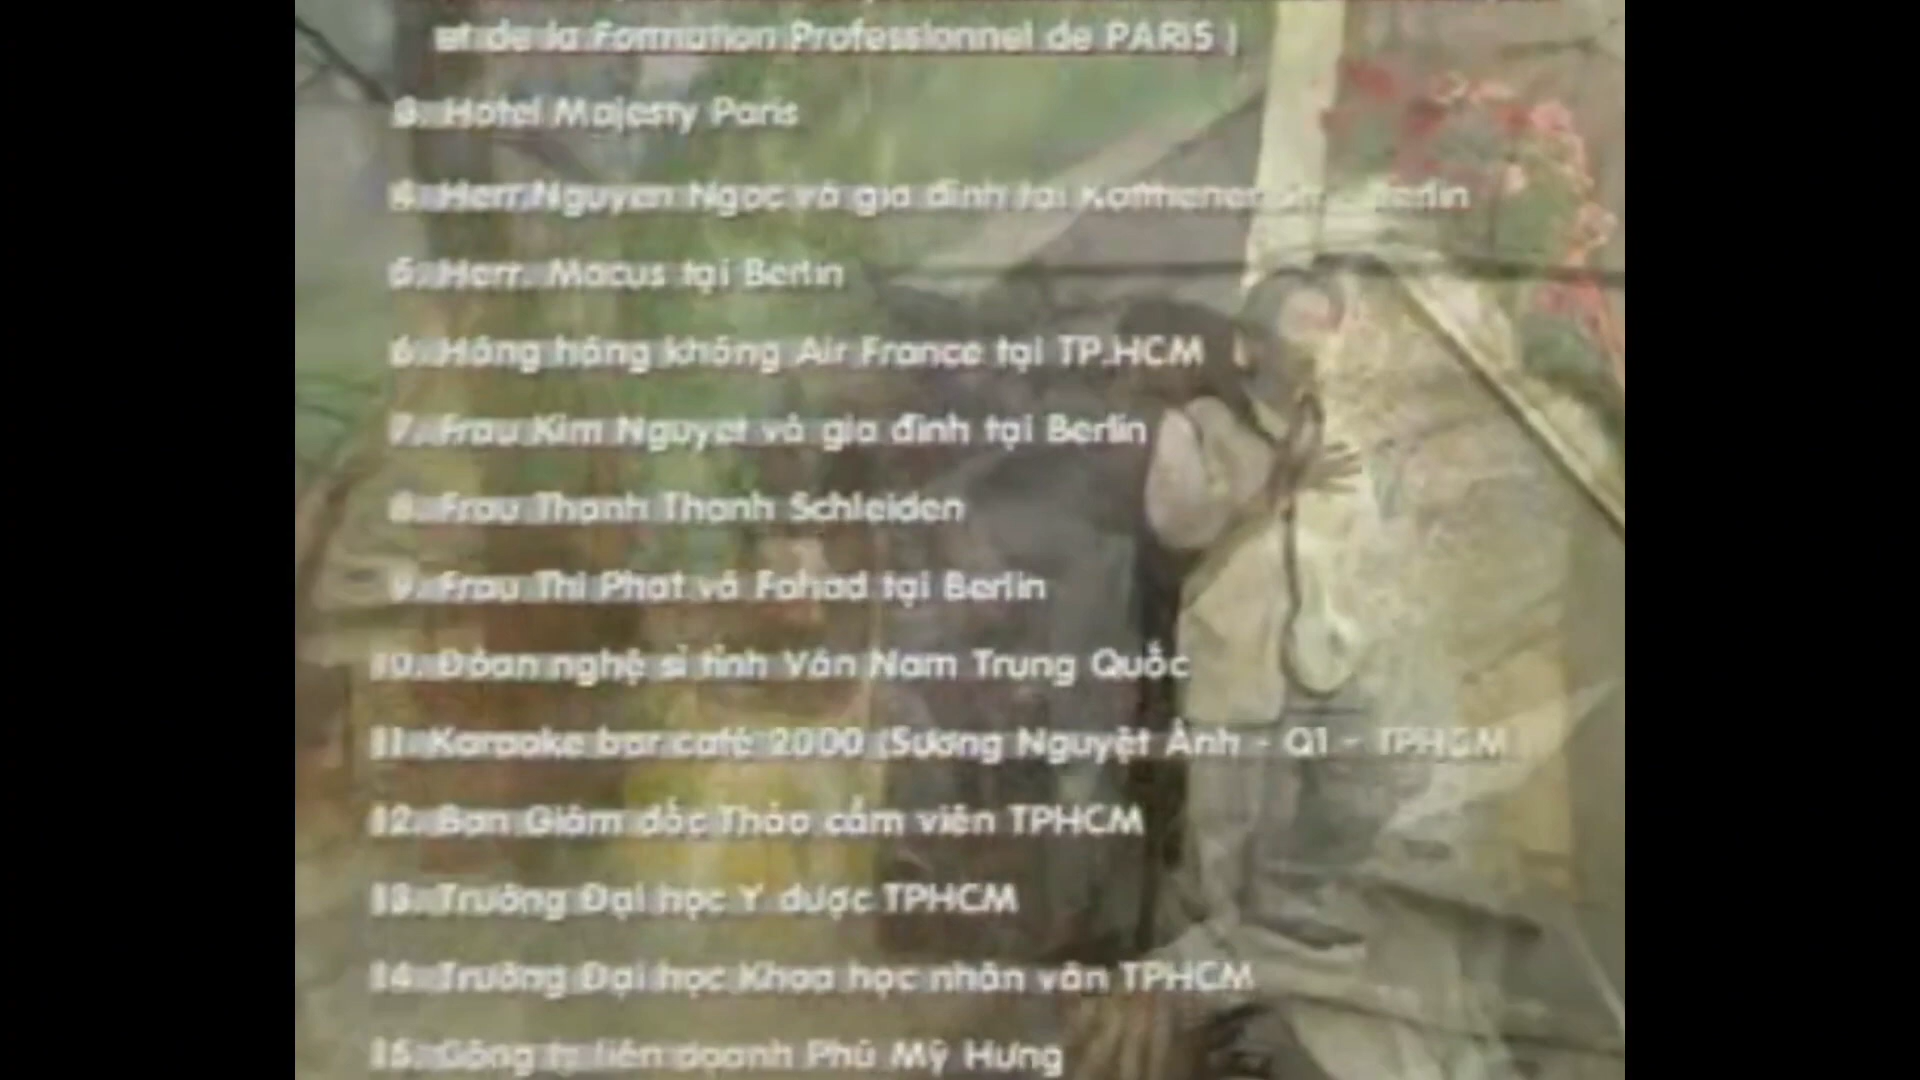 et de la Formation Professionnel de PARIS )
3. Hotel Majesty Paris
4. Herr.Nguyen Ngọc và gia đình tại Berlin
5. Herr. Macus tại Berlin
6. Hãng hàng không Air France tại TP.HCM
7. Frau Kim Nguyet và gia đình tại Berlin
8. Frau Thanh Thanh Schleiden
9. Frau Thi Phat và Fahad tại Berlin
10. Đòan nghệ sĩ tỉnh Vân Nam Trung Quốc
11. Karaoke bar café 2000 (Sương Nguyệt Ánh - Q1 - TPHCM
12. Ban Giám đốc Thảo cầm viên TPHCM
13. Trường Đại học Y dược TPHCM
14. Trường Đại học Khoa học nhân văn TPHCM
15. Công ty liên doanh Phú Mỹ Hưng